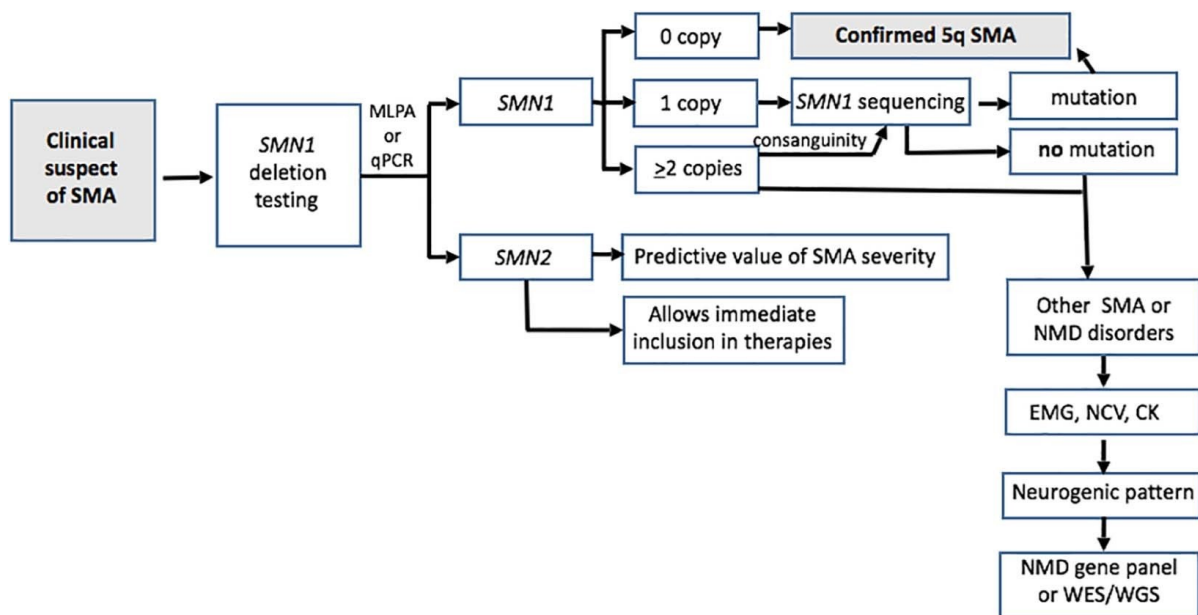 Clinical
suspect
of SMA
SMN1
deletion
testing
MLPA
or
qPCR
SMN1
0 copy
Confirmed 5q SMA
1 copy
SMN1 sequencing
mutation
consanguinity
≥2 copies
no mutation
SMN2
Predictive value of SMA severity
Allows immediate
inclusion in therapies
Other SMA or
NMD disorders
EMG, NCV, CK
Neurogenic pattern
NMD gene panel
or WES/WGS